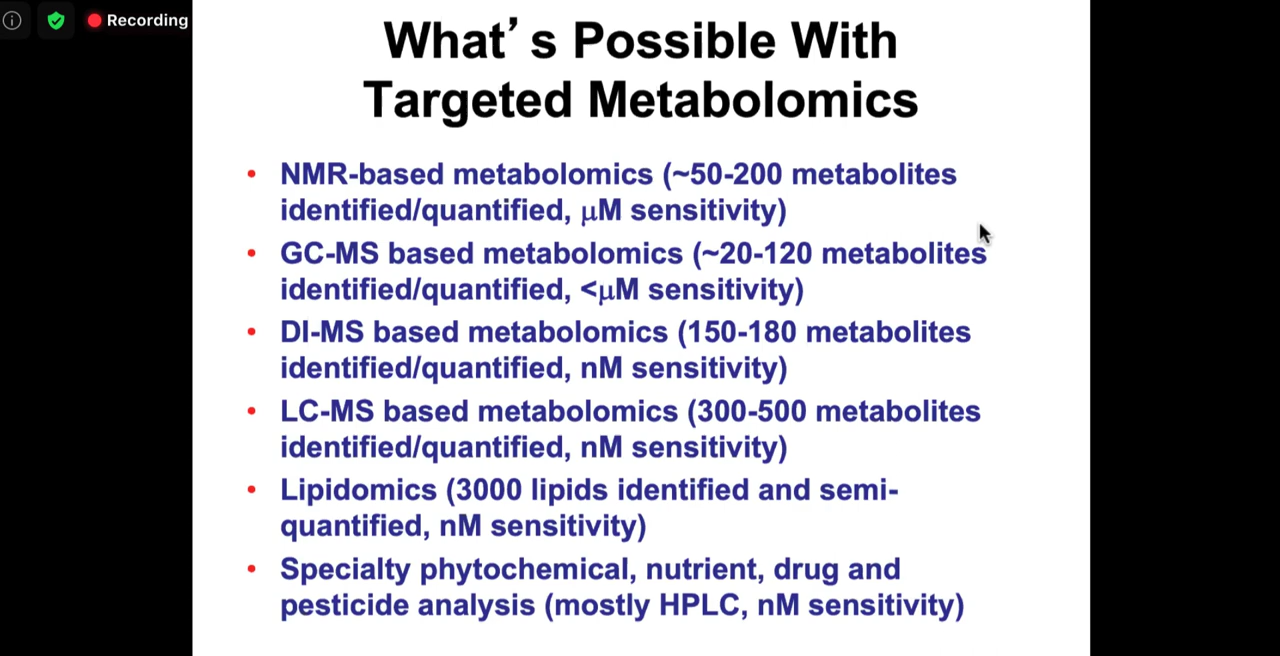 Recording
What's Possible With
Targeted Metabolomics
• NMR-based metabolomics (~50-200 metabolites
identified/quantified, μM sensitivity)
• GC-MS based metabolomics (~20-120 metabolites
identified/quantified, <μM sensitivity)
• DI-MS based metabolomics (150-180 metabolites
identified/quantified, nM sensitivity)
• LC-MS based metabolomics (300-500 metabolites
identified/quantified, nM sensitivity)
• Lipidomics (3000 lipids identified and semi-
quantified, nM sensitivity)
• Specialty phytochemical, nutrient, drug and
pesticide analysis (mostly HPLC, nM sensitivity)